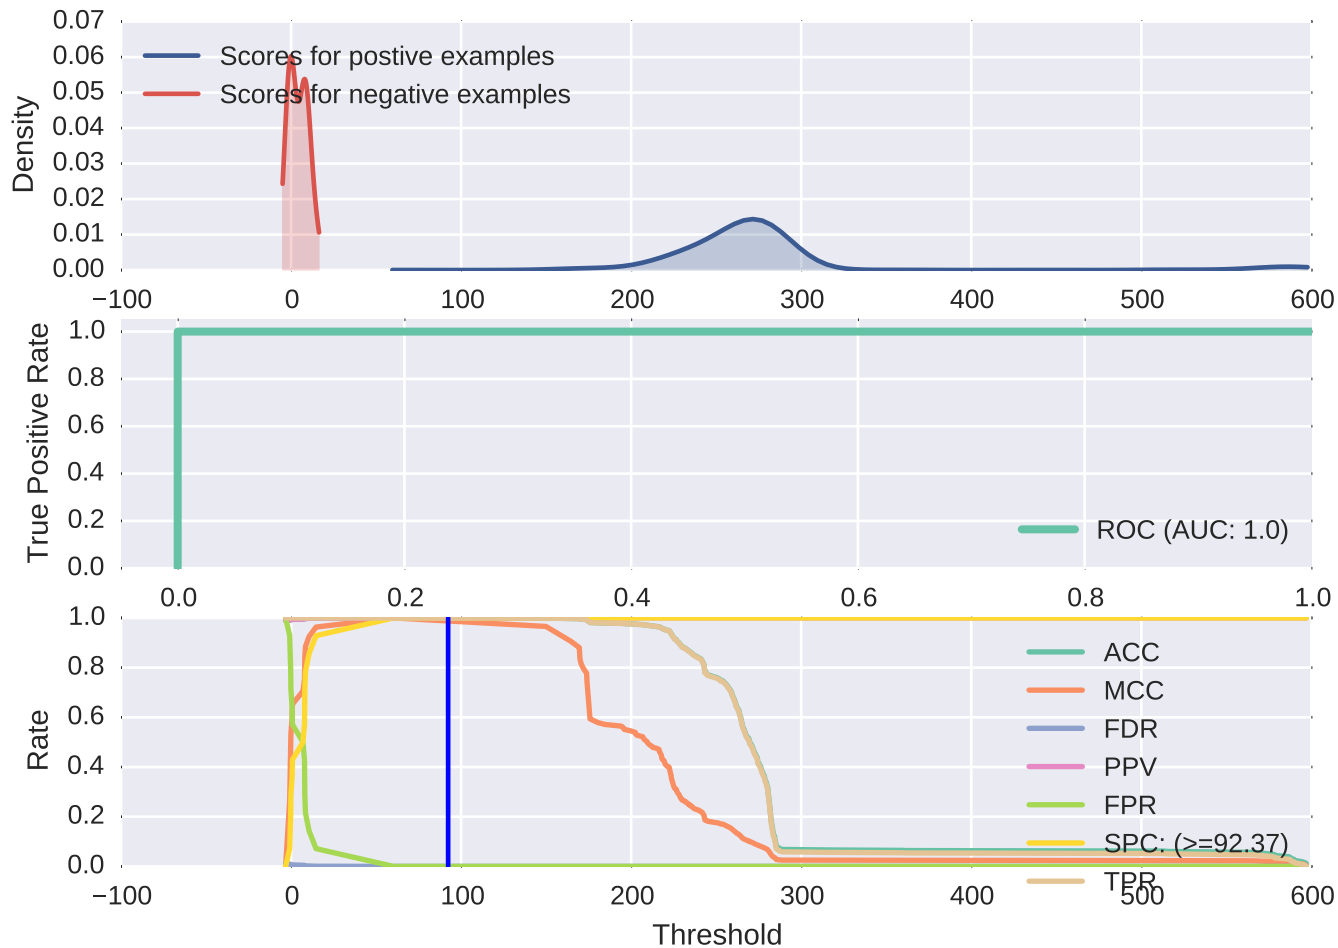 0.07
0.06
0.05
0.04
0.03
0.02
0.01
0.00
Density
Scores for postive examples
Scores for negative examples
−100 0 100 200 300 400 500 600
1.0
0.8
0.6
0.4
0.2
0.0
True Positive Rate
ROC (AUC: 1.0)
0.0 0.2 0.4 0.6 0.8 1.0
1.0
0.8
0.6
0.4
0.2
0.0
Rate
ACC
MCC
FDR
PPV
FPR
SPC: (>=92.37)
TPR
−100 0 100 200 300 400 500 600
Threshold